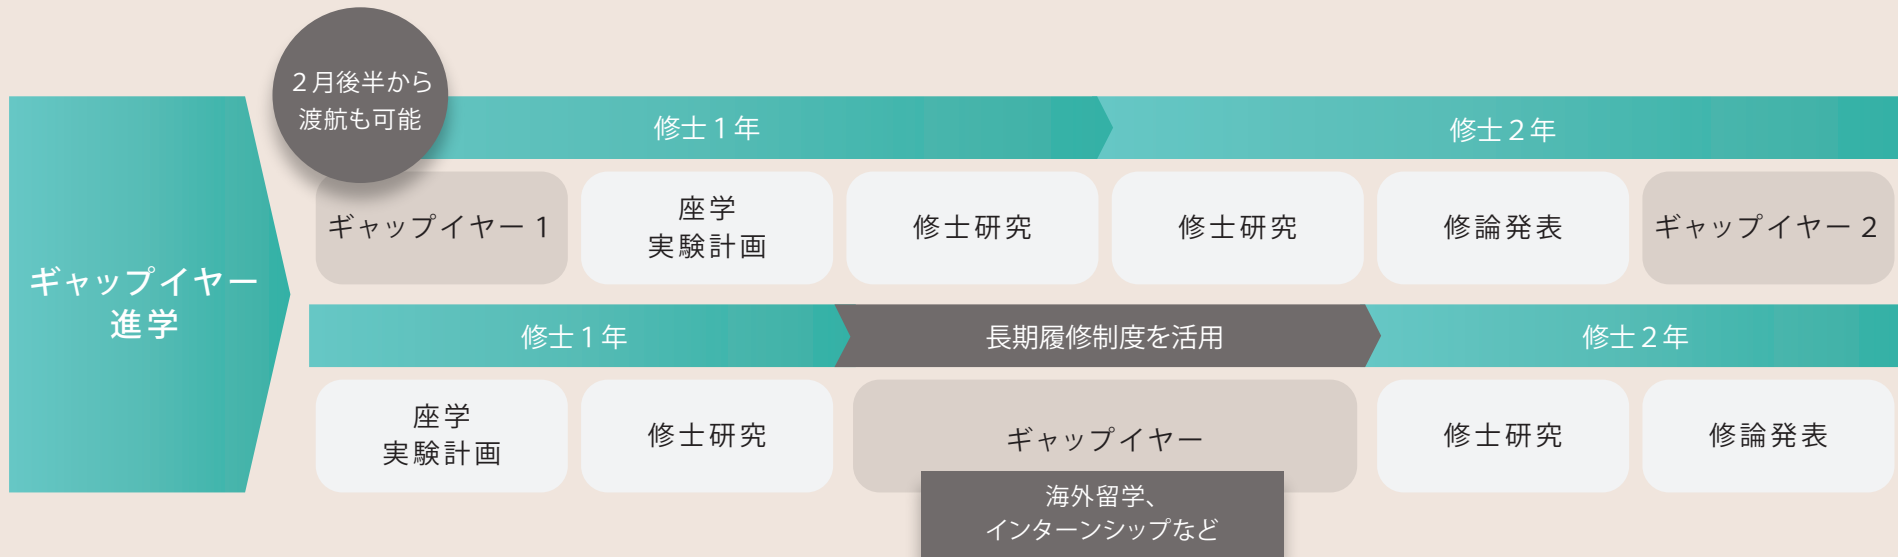 ２月後半から
渡航も可能
ギャップイヤー
進学
修士１年
修士２年
ギャップイヤー 1
座学
実験計画
修士研究
修士研究
修論発表
ギャップイヤー 2
修士１年
長期履修制度を活用
修士２年
座学
実験計画
修士研究
ギャップイヤー
海外留学、
インターンシップなど
修士研究
修論発表